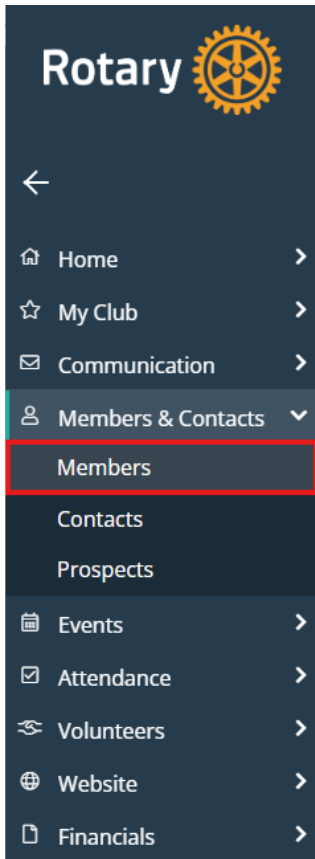 Rotary
Home
My Club
Communication
Members & Contacts
Members
Contacts
Prospects
Events
Attendance
Volunteers
Website
Financials